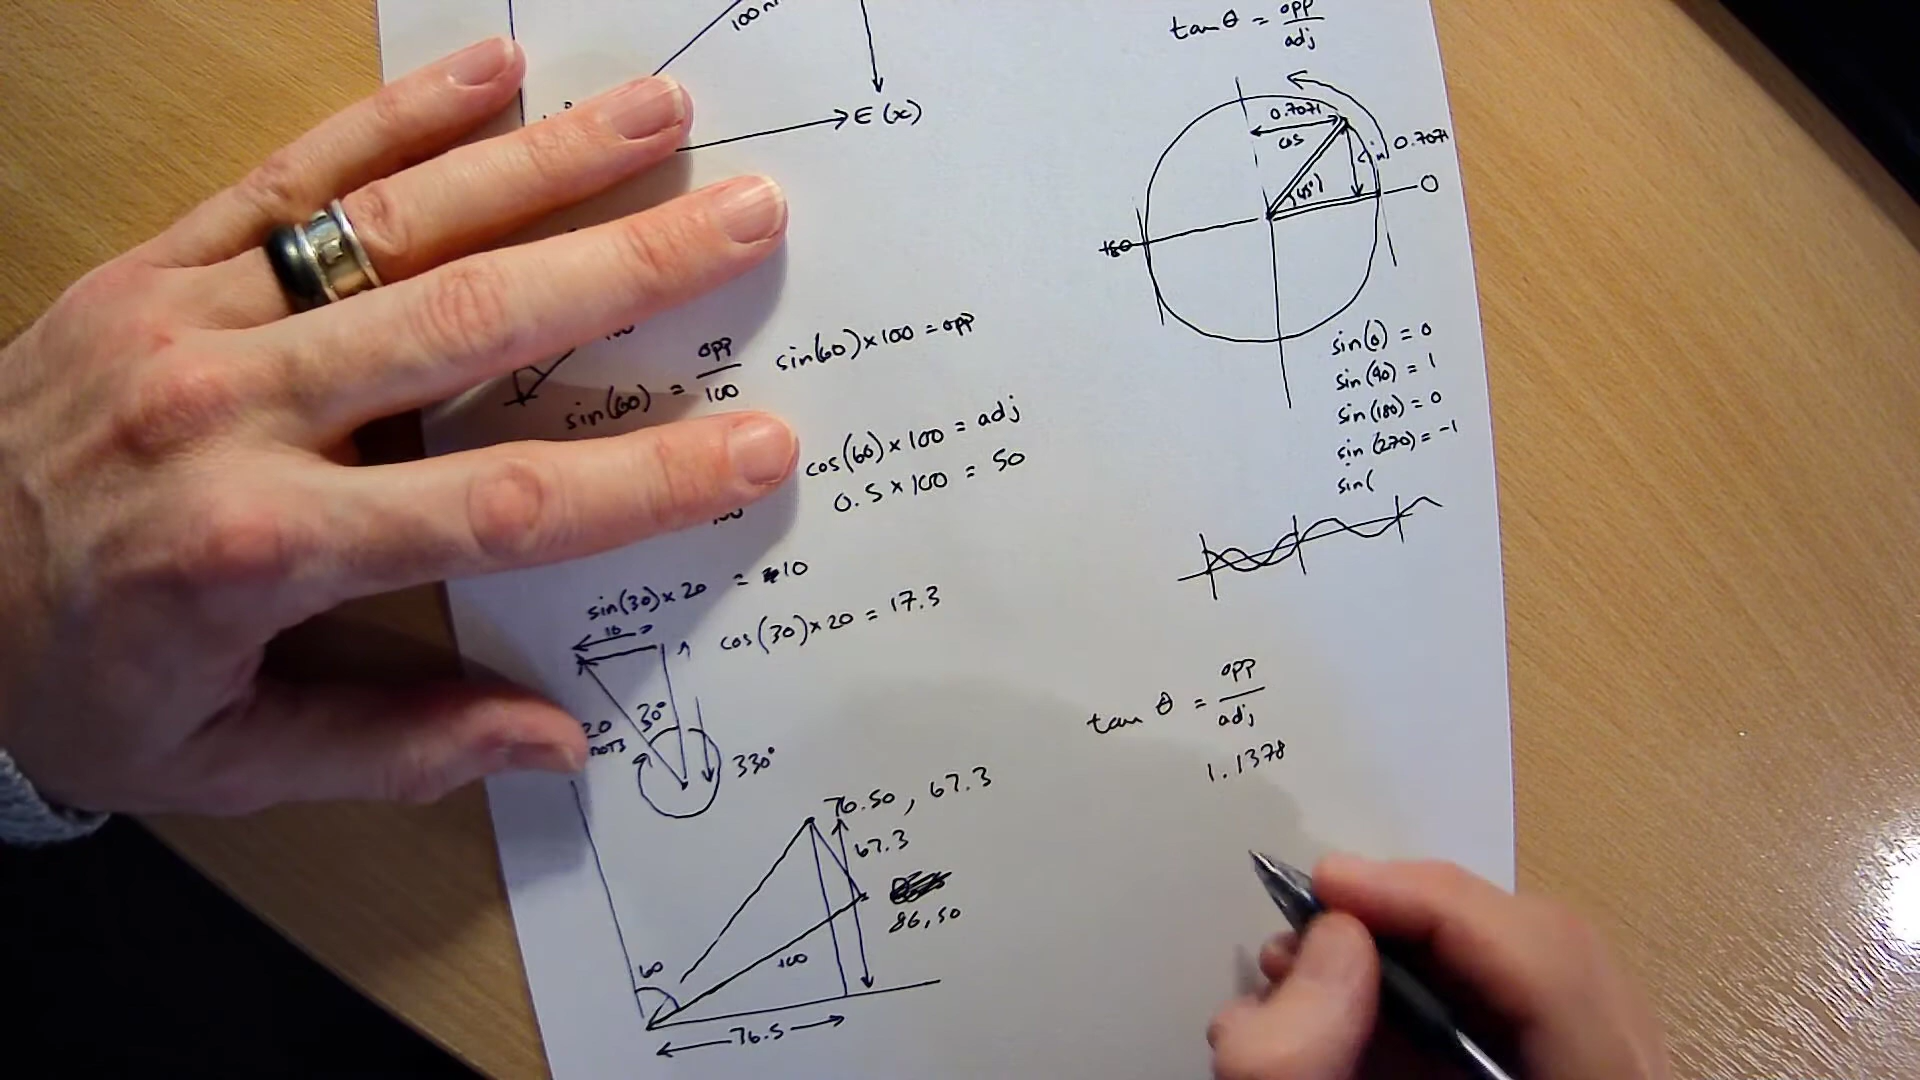 100
tan θ = opp
adj
E (x)
0.7071
cos
sin 0.7071
45°
0
180
sin(60) = opp
100
sin(60)×100 = opp
cos(60)×100 = adj
0.5×100 = 50
100
sin(0) = 0
sin(90) = 1
sin(180) = 0
sin(270) = -1
sin(
sin(30)×20 = 10
cos(30)×20 = 17.3
10
20
30°
330°
tan θ = opp
adj
1.1378
76.50, 67.3
67.3
86,50
60
100
76.5